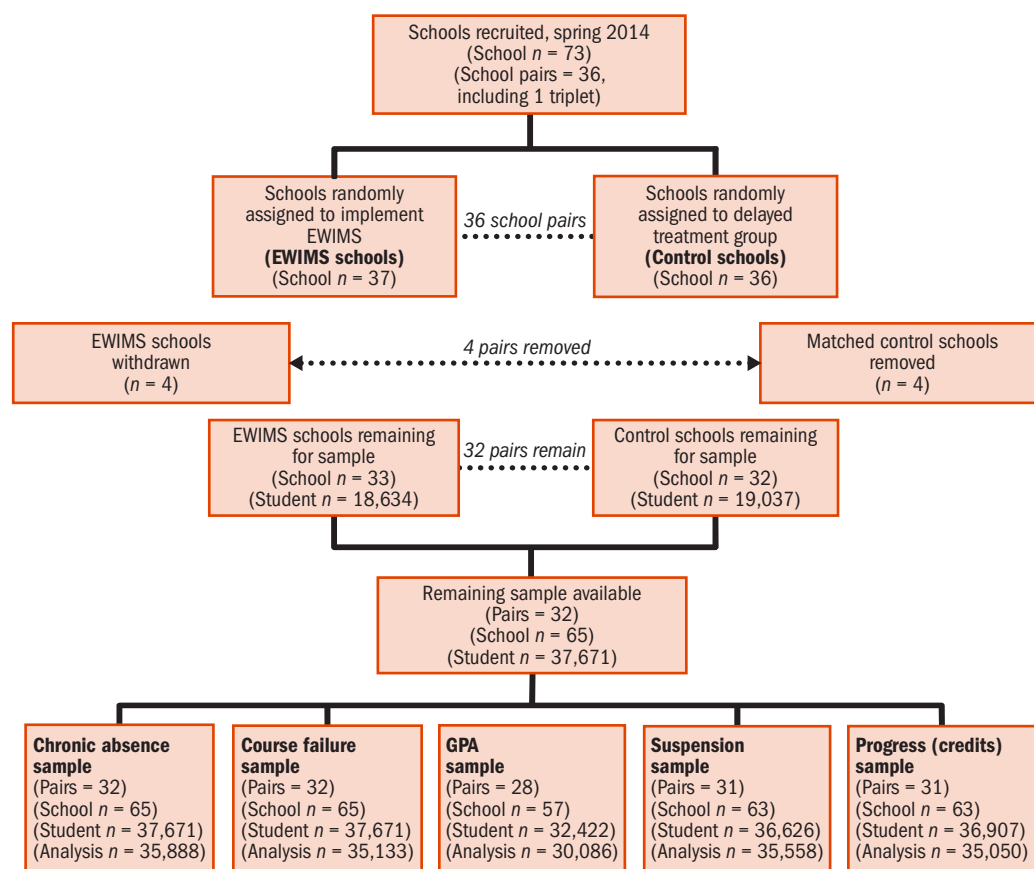 Schools recruited, spring 2014
(School n = 73)
(School pairs = 36,
including 1 triplet)
Schools randomly
assigned to implement
EWIMS
(EWIMS schools)
(School n = 37)
36 school pairs
Schools randomly
assigned to delayed
treatment group
(Control schools)
(School n = 36)
EWIMS schools
withdrawn
(n = 4)
4 pairs removed
Matched control schools
removed
(n = 4)
EWIMS schools remaining
for sample
(School n = 33)
(Student n = 18,634)
32 pairs remain
Control schools remaining
for sample
(School n = 32)
(Student n = 19,037)
Remaining sample available
(Pairs = 32)
(School n = 65)
(Student n = 37,671)
Chronic absence
sample
(Pairs = 32)
(School n = 65)
(Student n = 37,671)
(Analysis n = 35,888)
Course failure
sample
(Pairs = 32)
(School n = 65)
(Student n = 37,671)
(Analysis n = 35,133)
GPA
sample
(Pairs = 28)
(School n = 57)
(Student n = 32,422)
(Analysis n = 30,086)
Suspension
sample
(Pairs = 31)
(School n = 63)
(Student n = 36,626)
(Analysis n = 35,558)
Progress (credits)
sample
(Pairs = 31)
(School n = 63)
(Student n = 36,907)
(Analysis n = 35,050)